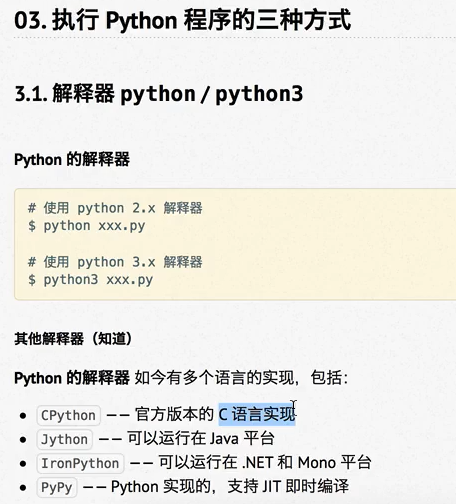 03. 执行 Python 程序的三种方式
3.1. 解释器 python / python3
Python 的解释器
# 使用 python 2.x 解释器
$ python xxx.py
# 使用 python 3.x 解释器
$ python3 xxx.py
其他解释器（知道）
Python 的解释器 如今有多个语言的实现，包括：
• CPython —— 官方版本的 C 语言实现
• Jython —— 可以运行在 Java 平台
• IronPython —— 可以运行在 .NET 和 Mono 平台
• PyPy —— Python 实现的，支持 JIT 即时编译